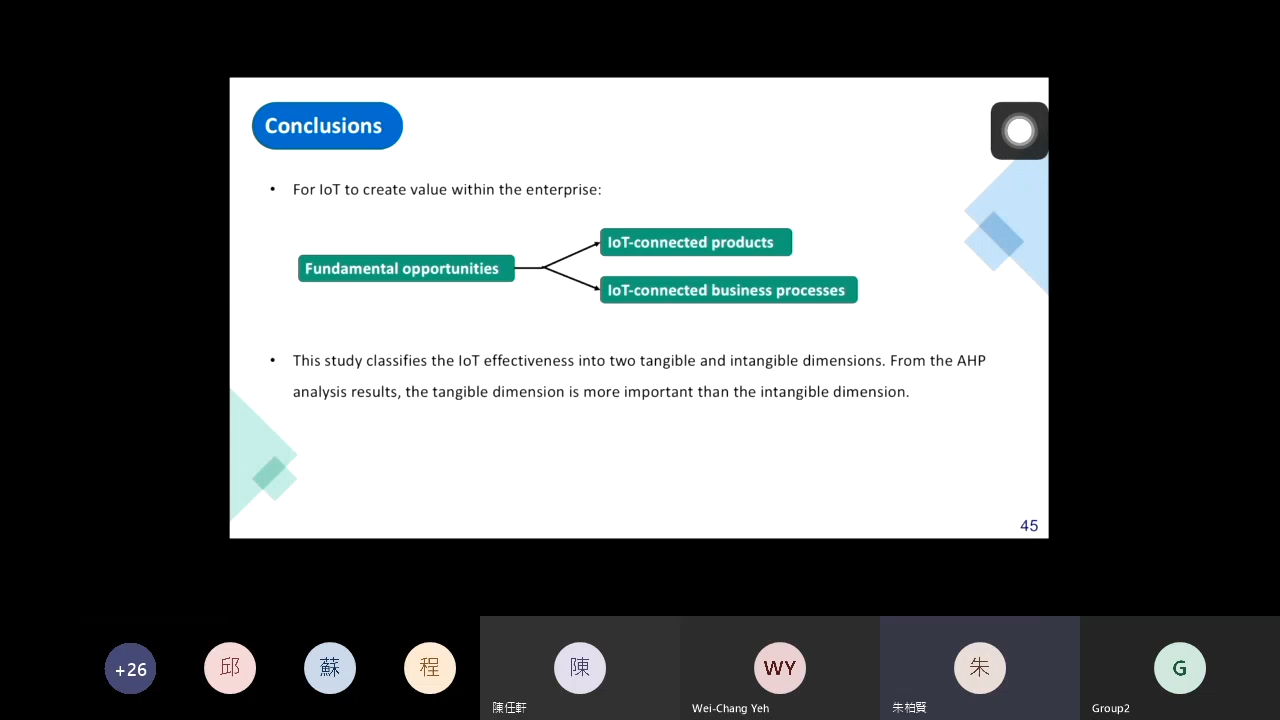 Conclusions
• For IoT to create value within the enterprise:
IoT-connected products
Fundamental opportunities
IoT-connected business processes
• This study classifies the IoT effectiveness into two tangible and intangible dimensions. From the AHP
analysis results, the tangible dimension is more important than the intangible dimension.
45
+26
邱
蘇
程
陳
WY
朱
G
陳任軒
Wei-Chang Yeh
朱柏賢
Group2